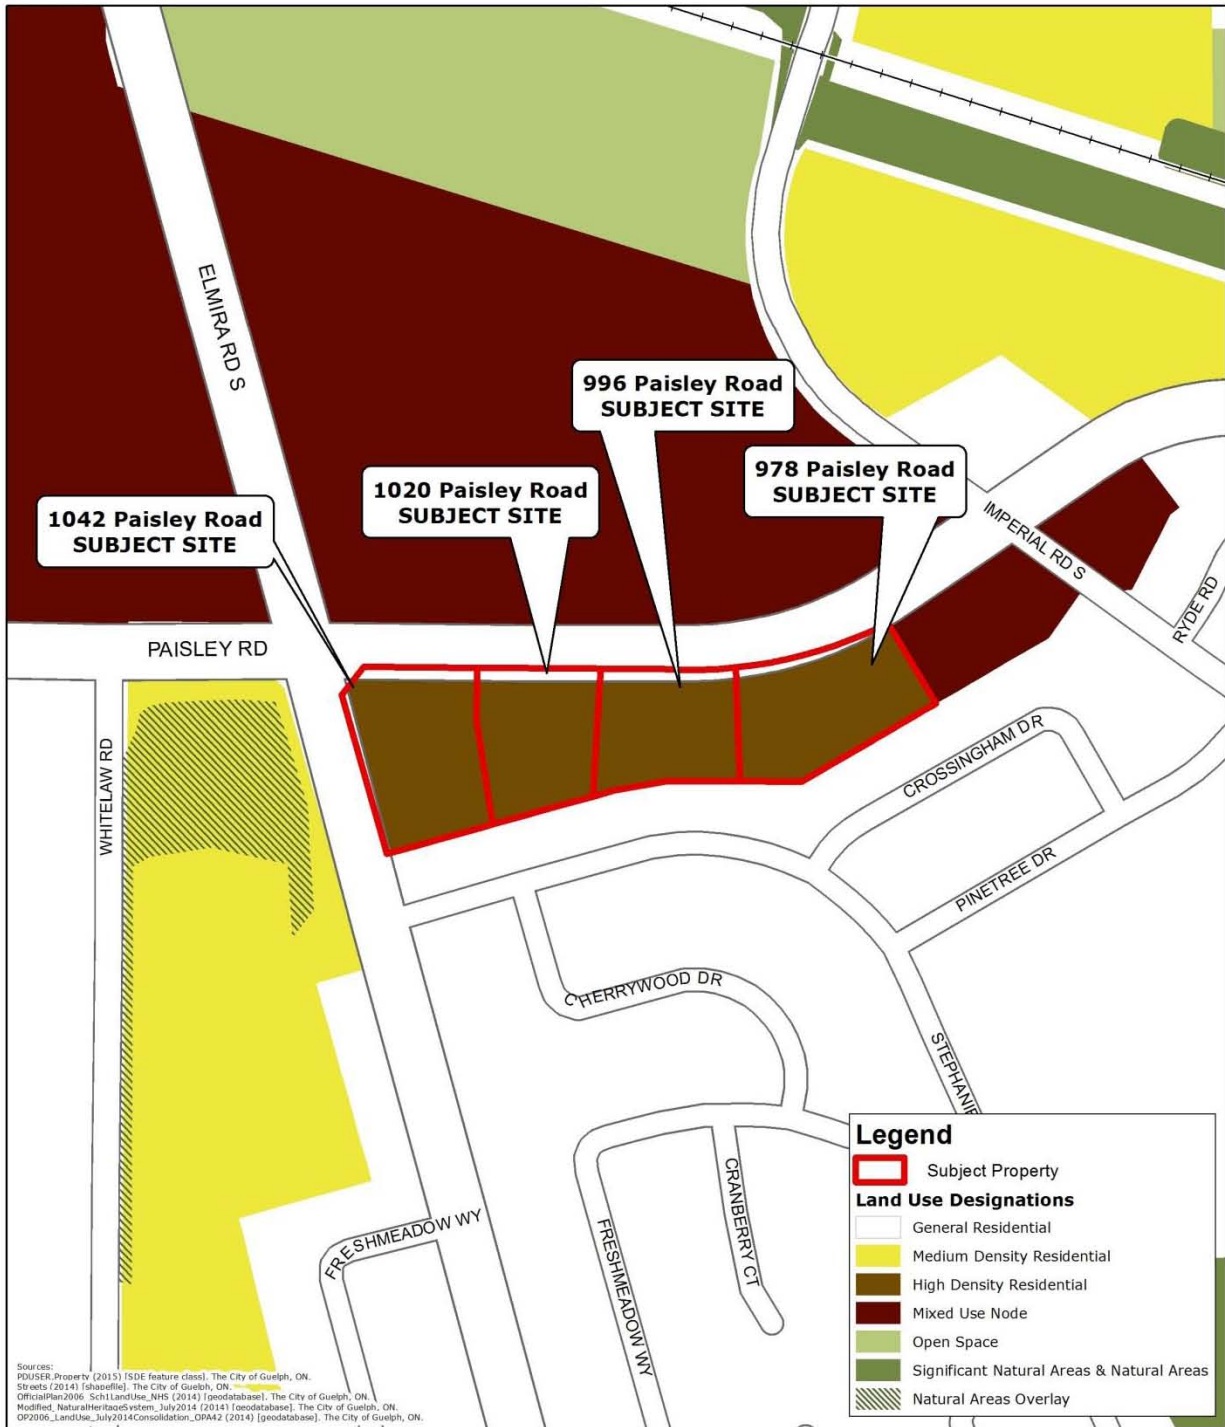 ELMIRA RD S
996 Paisley Road
SUBJECT SITE
978 Paisley Road
SUBJECT SITE
1020 Paisley Road
SUBJECT SITE
1042 Paisley Road
SUBJECT SITE
IMPERIAL RD S
RYDE RD
PAISLEY RD
WHITELAW RD
CROSSINGHAM DR
PINETREE DR
CHERRYWOOD DR
STEPHANIE
CRANBERRY CT
FRESHMEADOW WY
FRESHMEADOW WY
Legend
Subject Property
Land Use Designations
General Residential
Medium Density Residential
High Density Residential
Mixed Use Node
Open Space
Significant Natural Areas & Natural Areas
Natural Areas Overlay
Sources:
PDUSER.Property (2015) [SDE feature class]. The City of Guelph, ON.
Streets (2014) [shapefile]. The City of Guelph, ON.
OfficialPlan2006_Sch1LandUse_NHS (2014) [geodatabase]. The City of Guelph, ON.
Modified_NaturalHeritageSystem_July2014 (2014) [geodatabase]. The City of Guelph, ON.
OP2006_LandUse_July2014Consolidation_OPA42 (2014) [geodatabase]. The City of Guelph, ON.